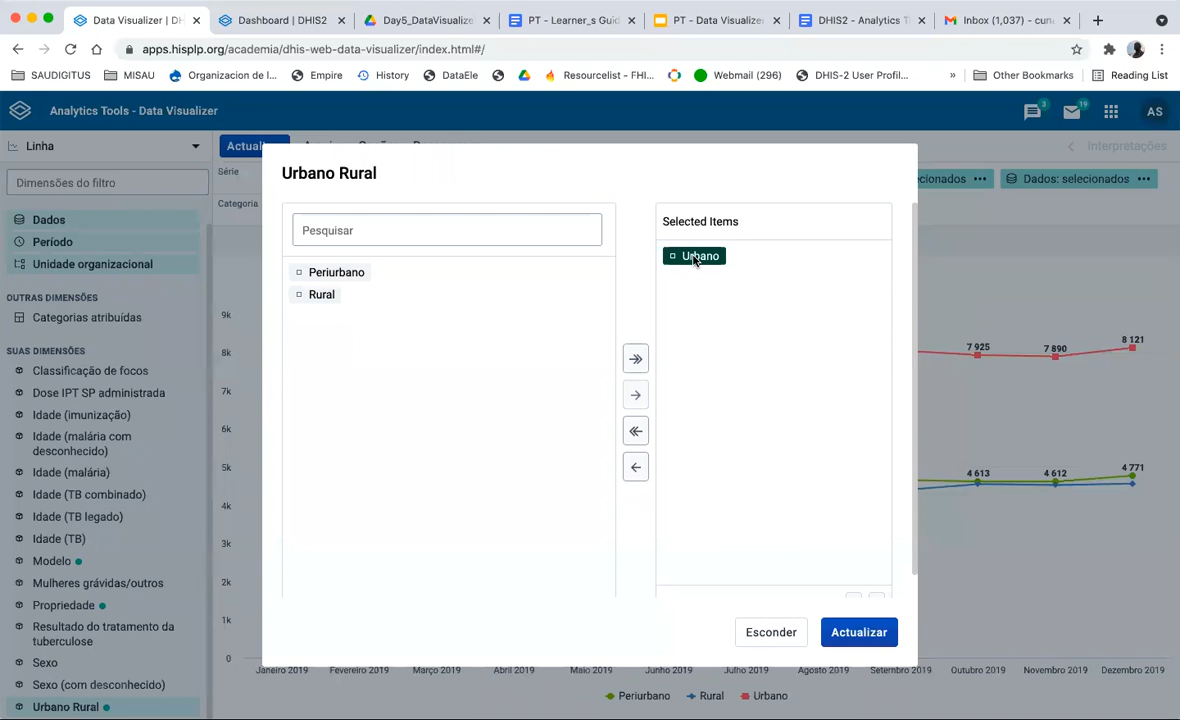 Data Visualizer | DH
Dashboard | DHIS2
Day5_DataVisualize
PT - Learner_s Guid
PT - Data Visualize
DHIS2 - Analytics T
Inbox (1,037) - cun
apps.hisplp.org/academia/dhis-web-data-visualizer/index.html#/
SAUDIGITUS
MISAU
Organizacion de I...
Empire
History
DataEle
Resourcelist - FHI...
Webmail (296)
DHIS-2 User Profil...
»
Other Bookmarks
Reading List
Analytics Tools - Data Visualizer
3
19
AS
Linha
Actual
Interpretações
Dimensões do filtro
Série
Categoria
elecionados •••
Dados: selecionados •••
Dados
Período
Unidade organizacional
OUTRAS DIMENSÕES
Categorias atribuídas
SUAS DIMENSÕES
Classificação de focos
Dose IPT SP administrada
Idade (imunização)
Idade (malária com
desconhecido)
Idade (malária)
Idade (TB combinado)
Idade (TB legado)
Idade (TB)
Modelo
Mulheres grávidas/outros
Propriedade
Resultado do tratamento da
tuberculose
Sexo
Sexo (com desconhecido)
Urbano Rural
Urbano Rural
Pesquisar
Periurbano
Rural
Selected Items
Urbano
Esconder
Actualizar
9k
8k
7k
6k
5k
4k
3k
2k
1k
0
7 925
7 890
8 121
4 613
4 612
4 771
Janeiro 2019
Fevereiro 2019
Março 2019
Abril 2019
Maio 2019
Junho 2019
Julho 2019
Agosto 2019
Setembro 2019
Outubro 2019
Novembro 2019
Dezembro 2019
Periurbano
Rural
Urbano